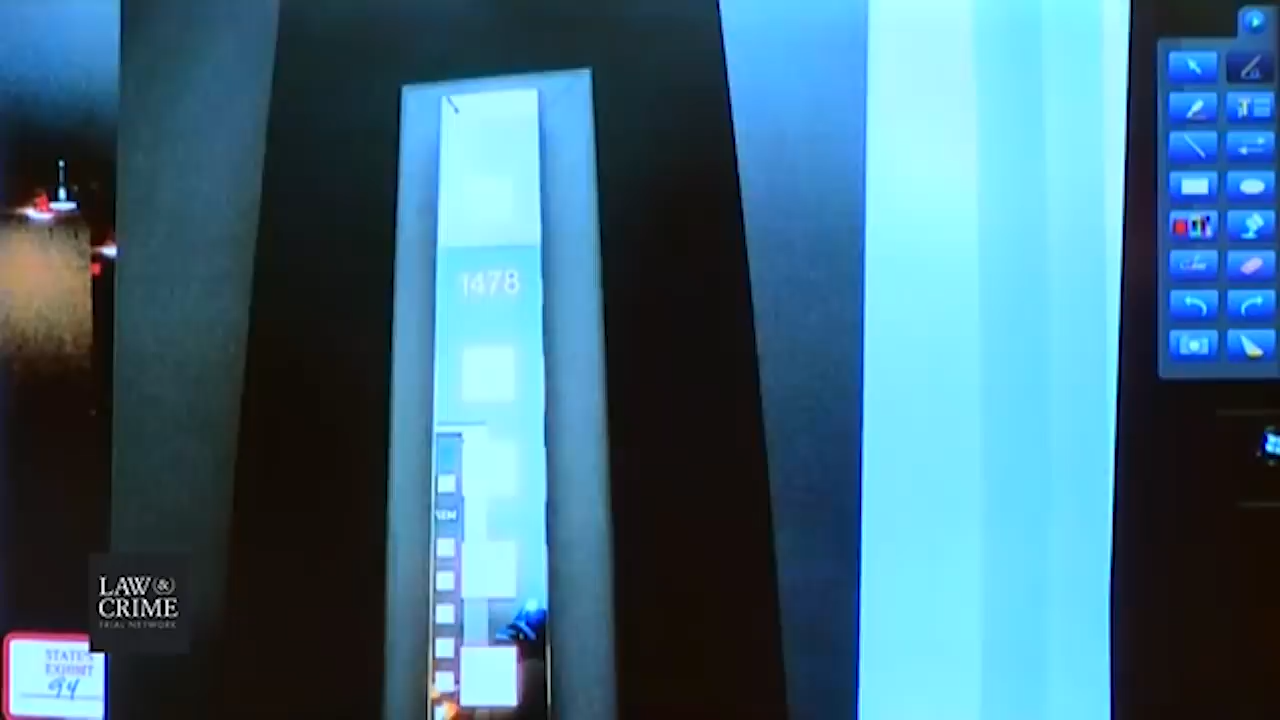 1478
LAW &
CRIME
TRIAL NETWORK
STATE'S
EXHIBIT
94